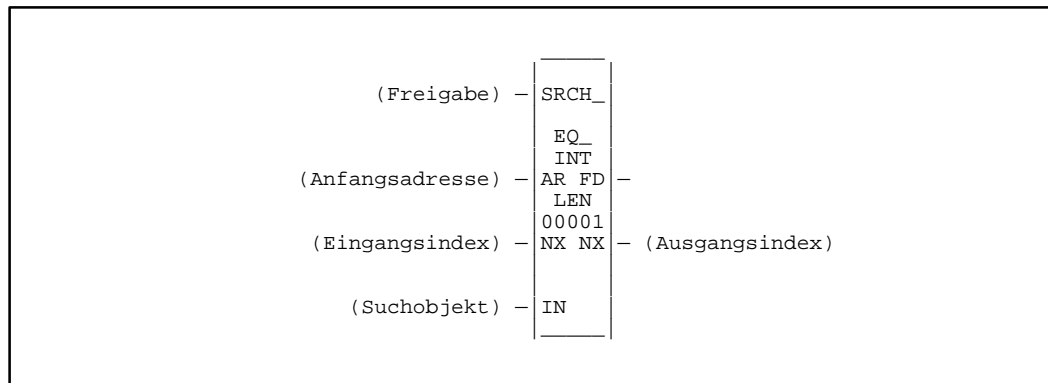 (Freigabe) SRCH_
EQ_
INT
(Anfangsadresse) AR FD
LEN
00001
(Eingangsindex) NX NX (Ausgangsindex)
(Suchobjekt) IN